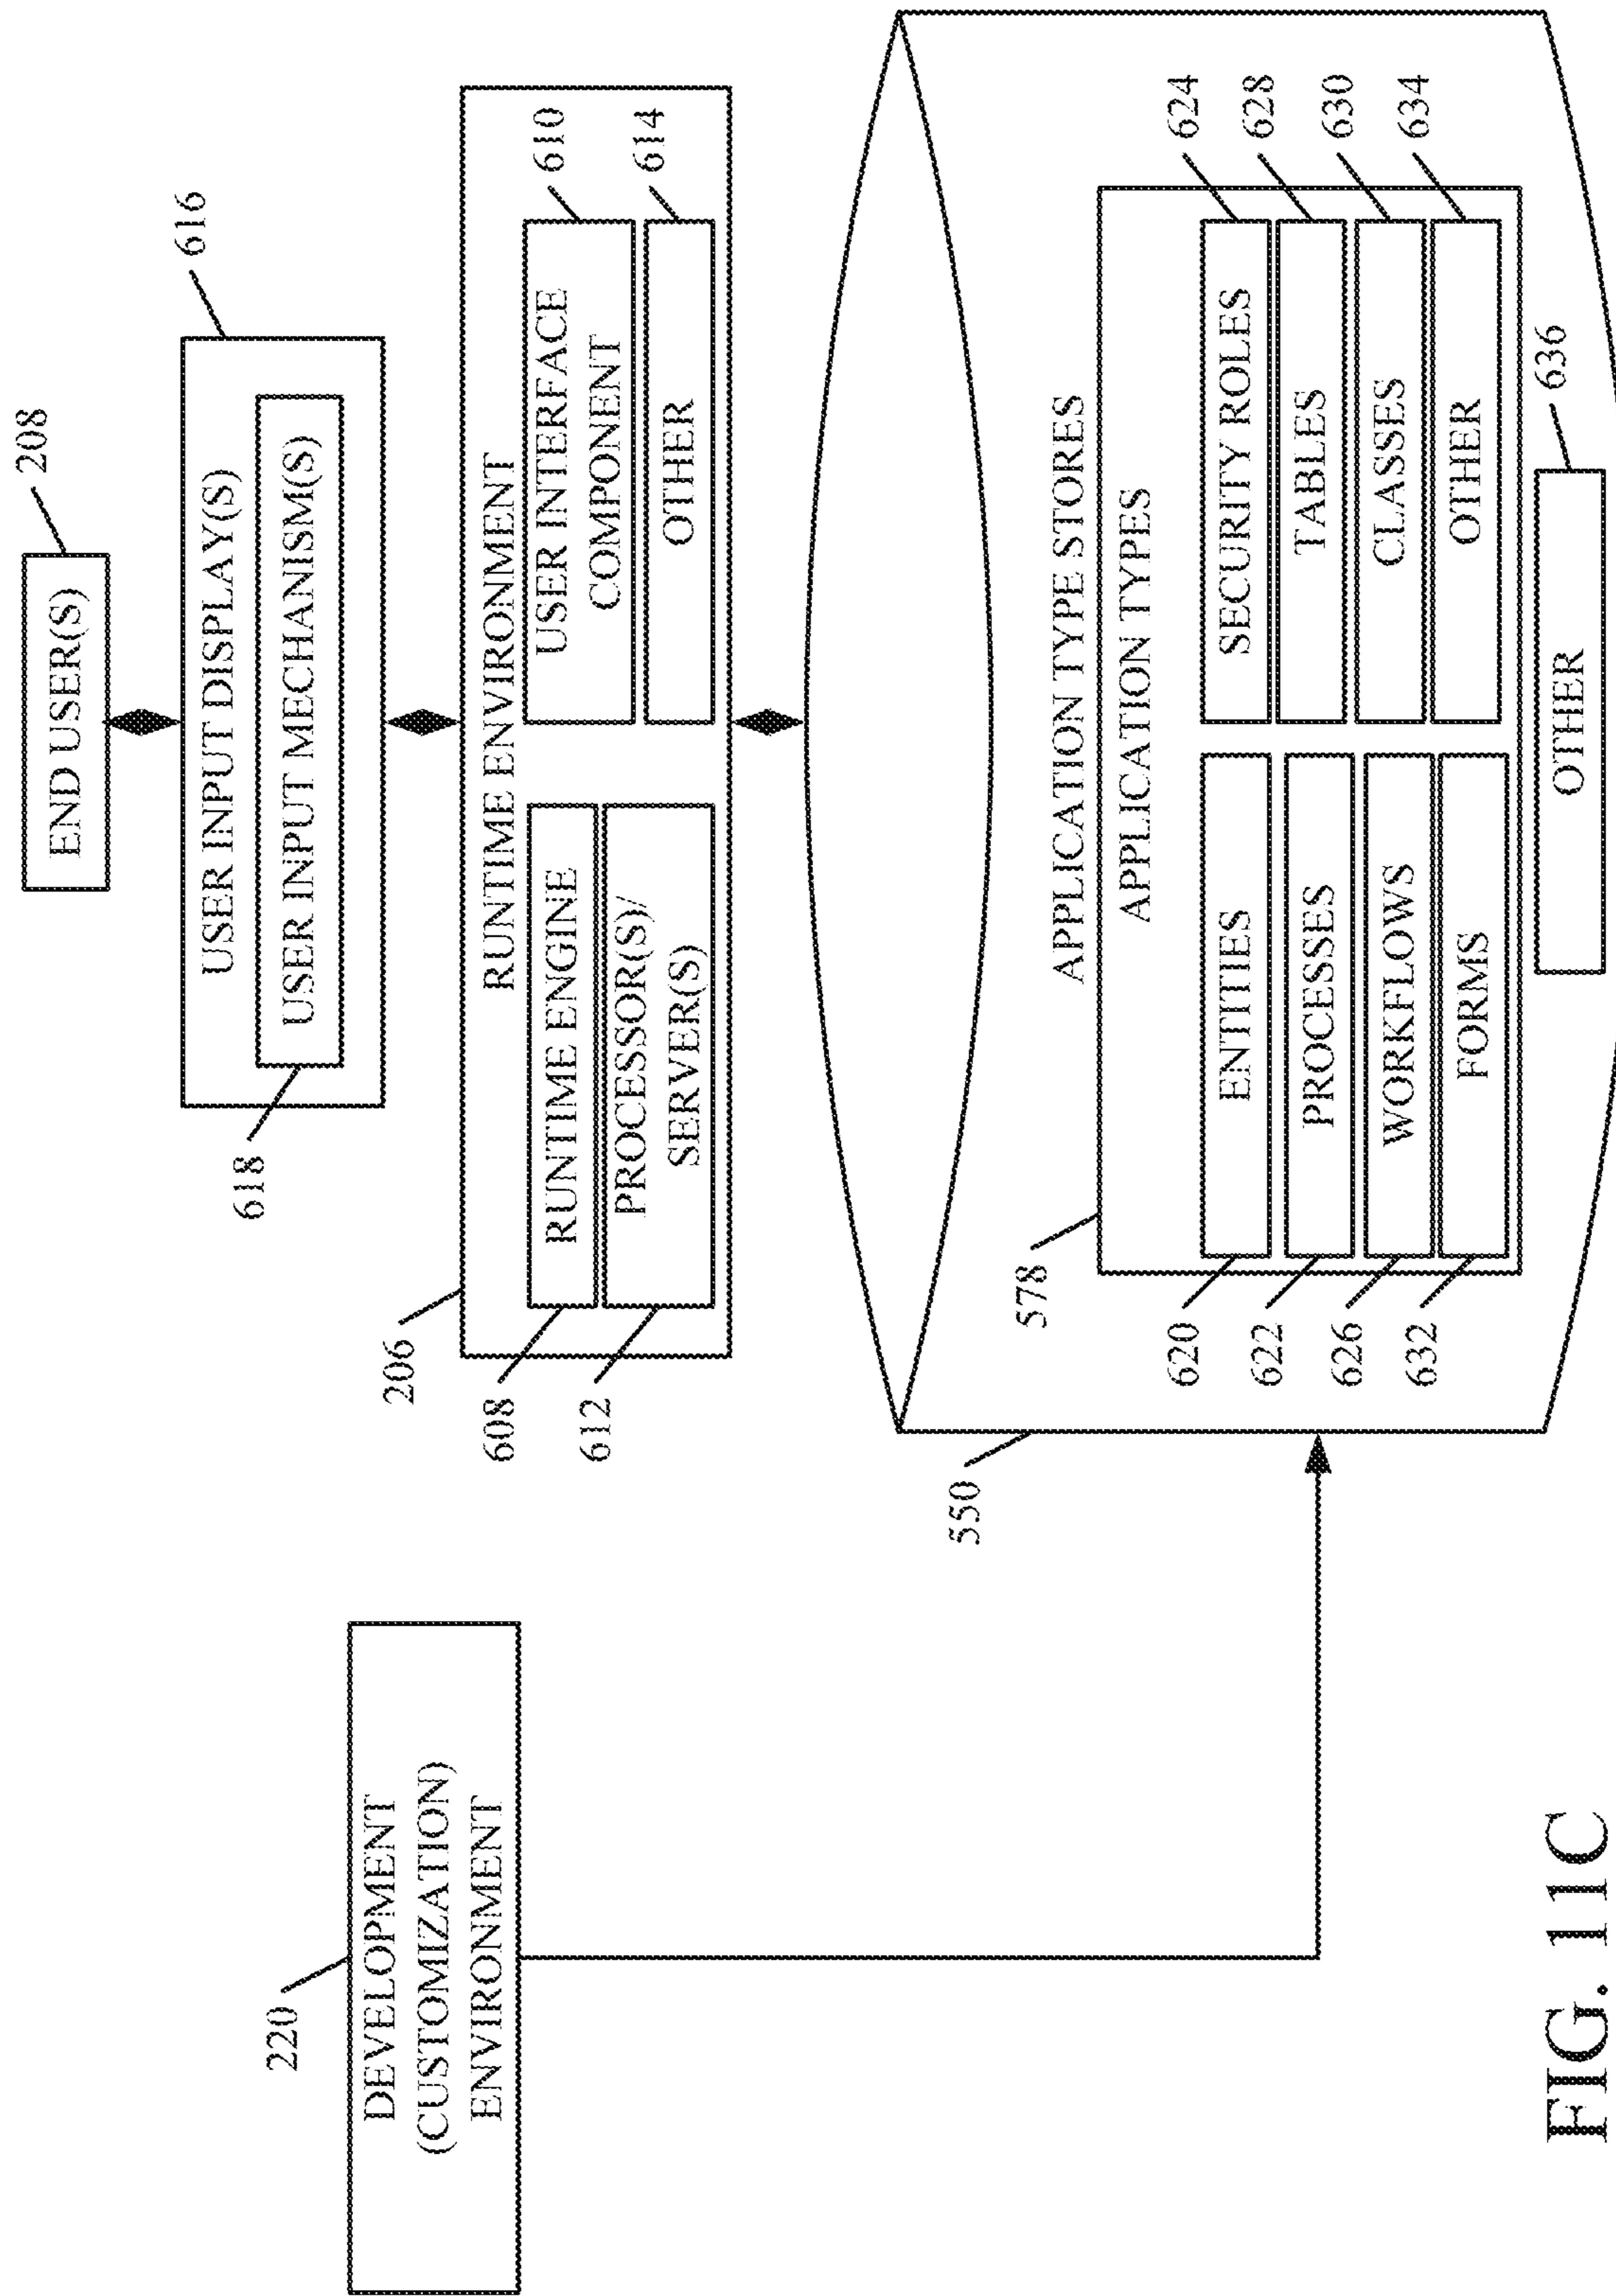 208
END USER(S)
616
USER INPUT DISPLAY(S)
USER INPUT MECHANISM(S)
618
220
DEVELOPMENT
(CUSTOMIZATION)
ENVIRONMENT
206
RUNTIME ENVIRONMENT
608
RUNTIME ENGINE
612
PROCESSOR(S)/
SERVER(S)
USER INTERFACE
COMPONENT
610
OTHER
614
550
APPLICATION TYPE STORES
578
APPLICATION TYPES
620
ENTITIES
SECURITY ROLES
624
622
PROCESSES
TABLES
628
626
WORKFLOWS
CLASSES
630
632
FORMS
OTHER
634
OTHER
636
FIG. 11C